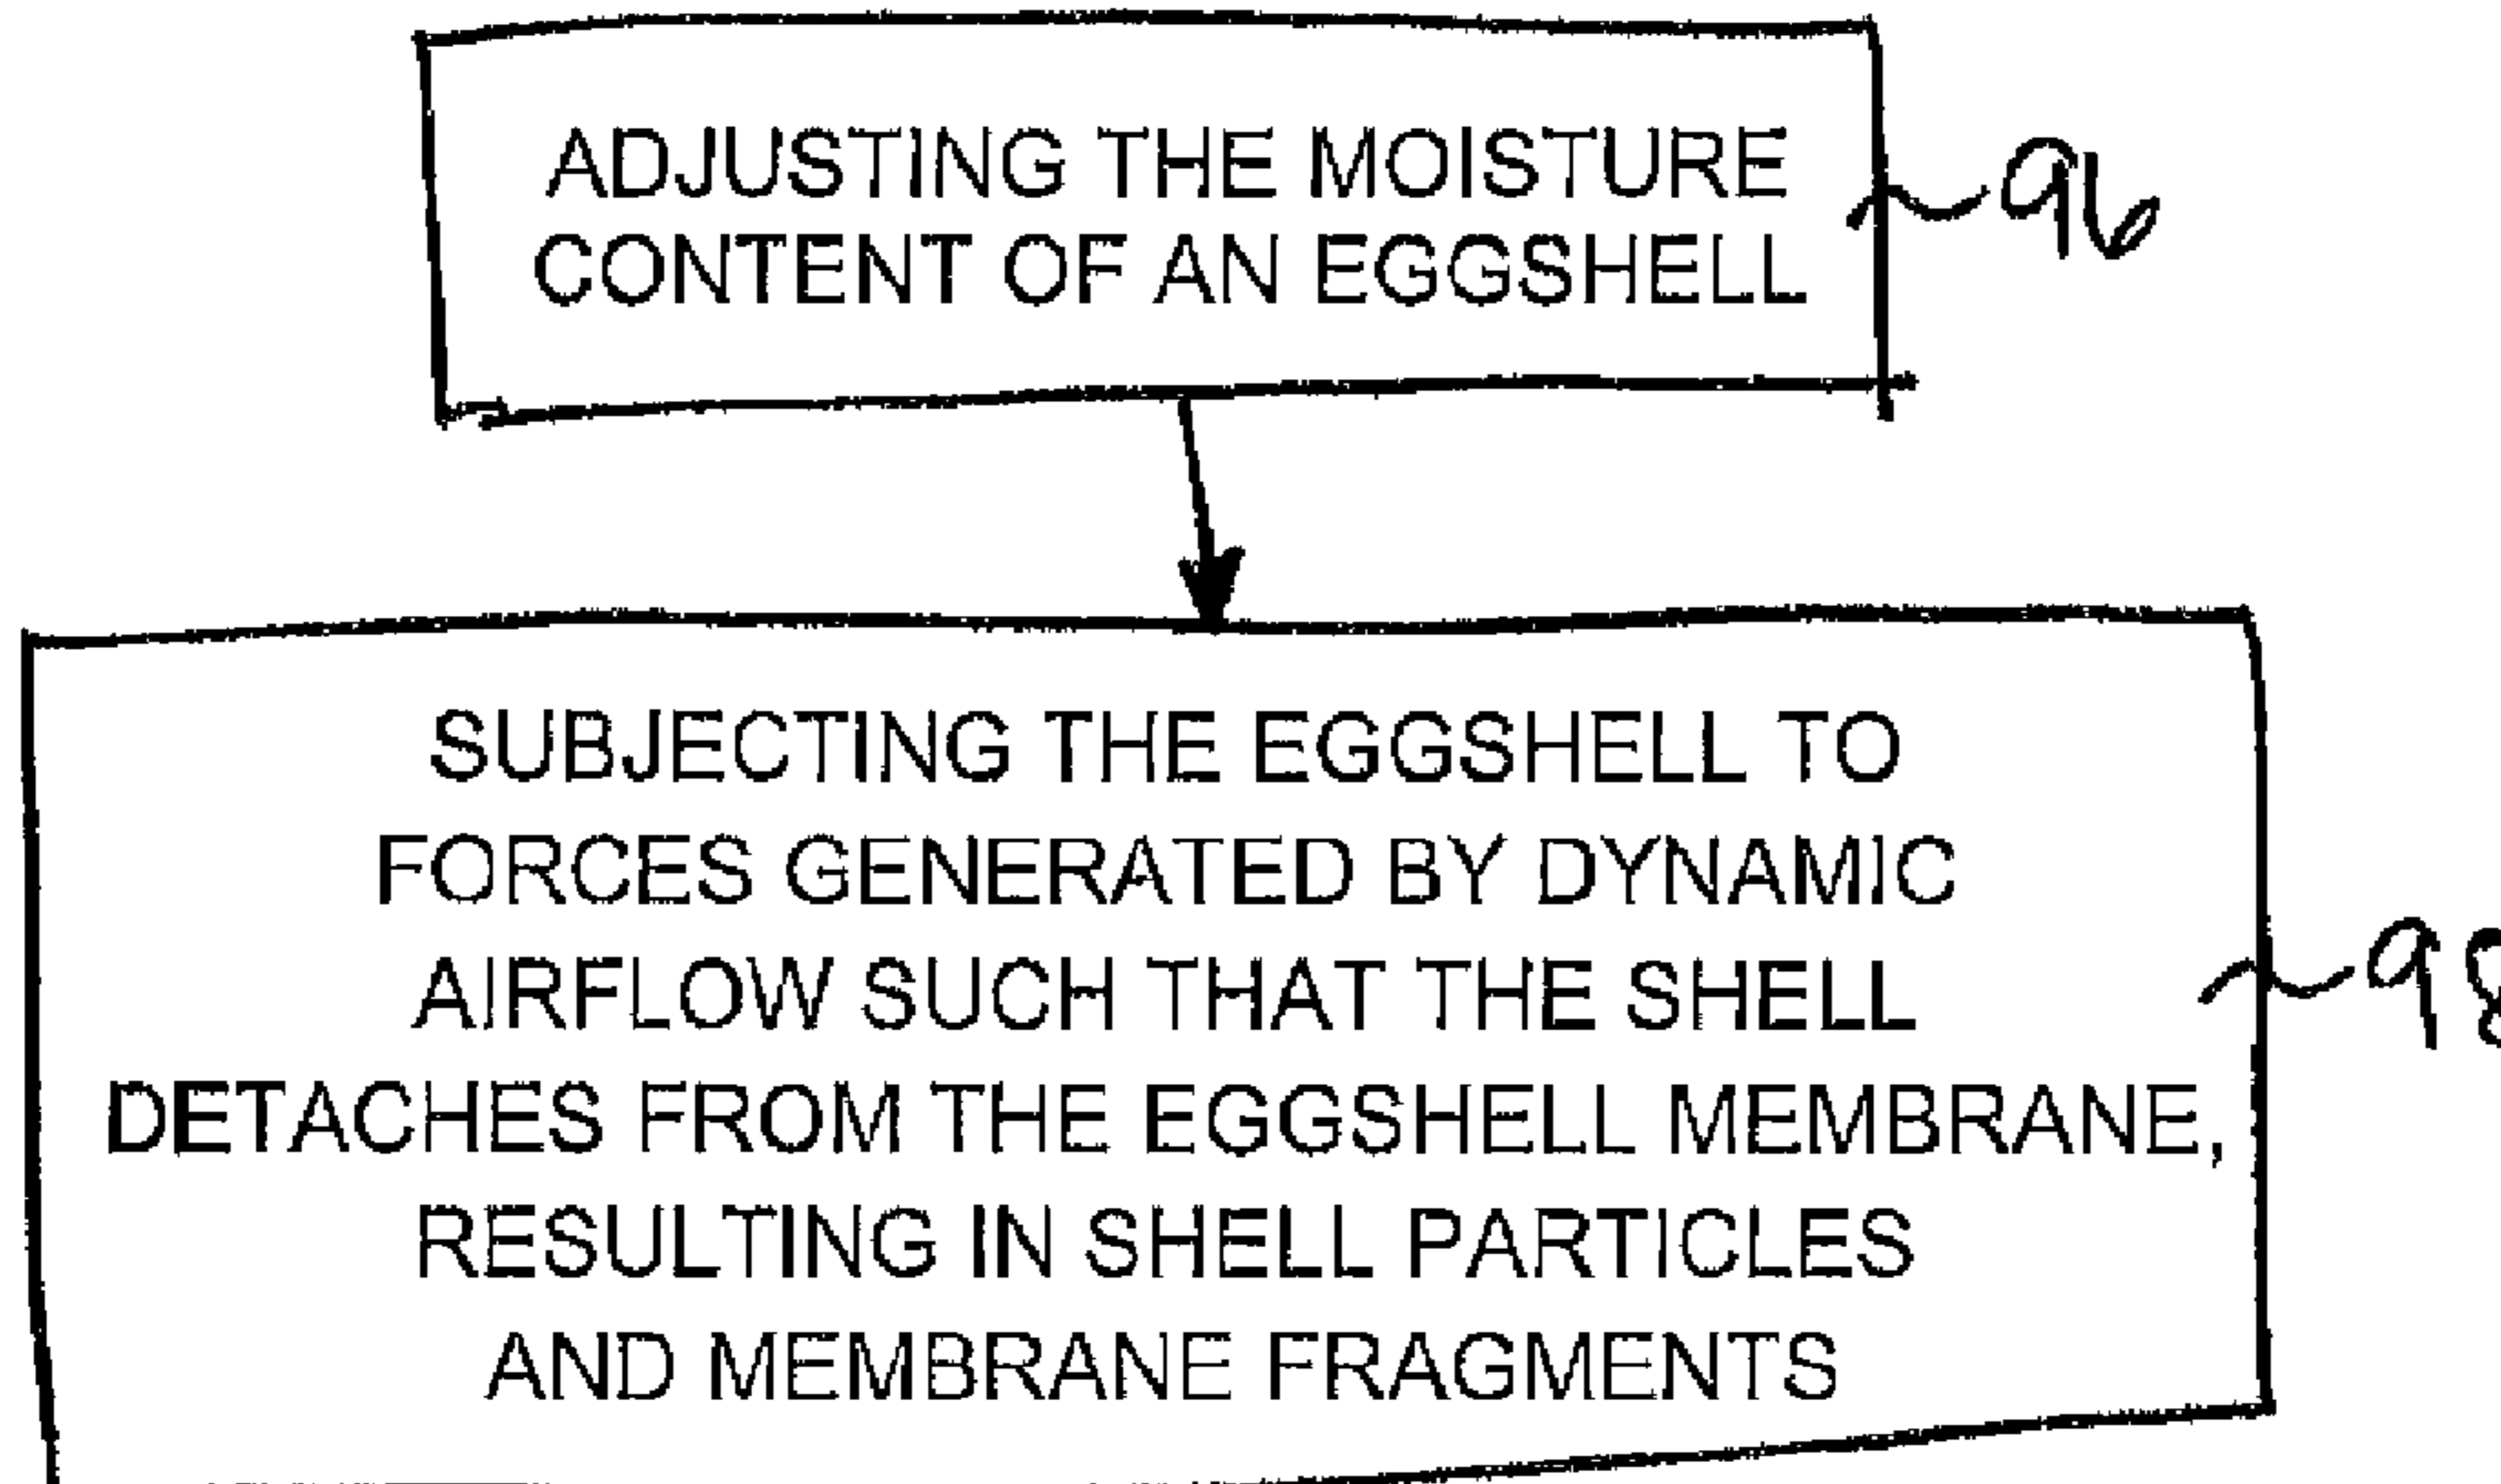 ADJUSTING THE MOISTURE
CONTENT OF AN EGGSHELL
96
SUBJECTING THE EGGSHELL TO
FORCES GENERATED BY DYNAMIC
AIRFLOW SUCH THAT THE SHELL
98
DETACHES FROM THE EGGSHELL MEMBRANE,
RESULTING IN SHELL PARTICLES
AND MEMBRANE FRAGMENTS